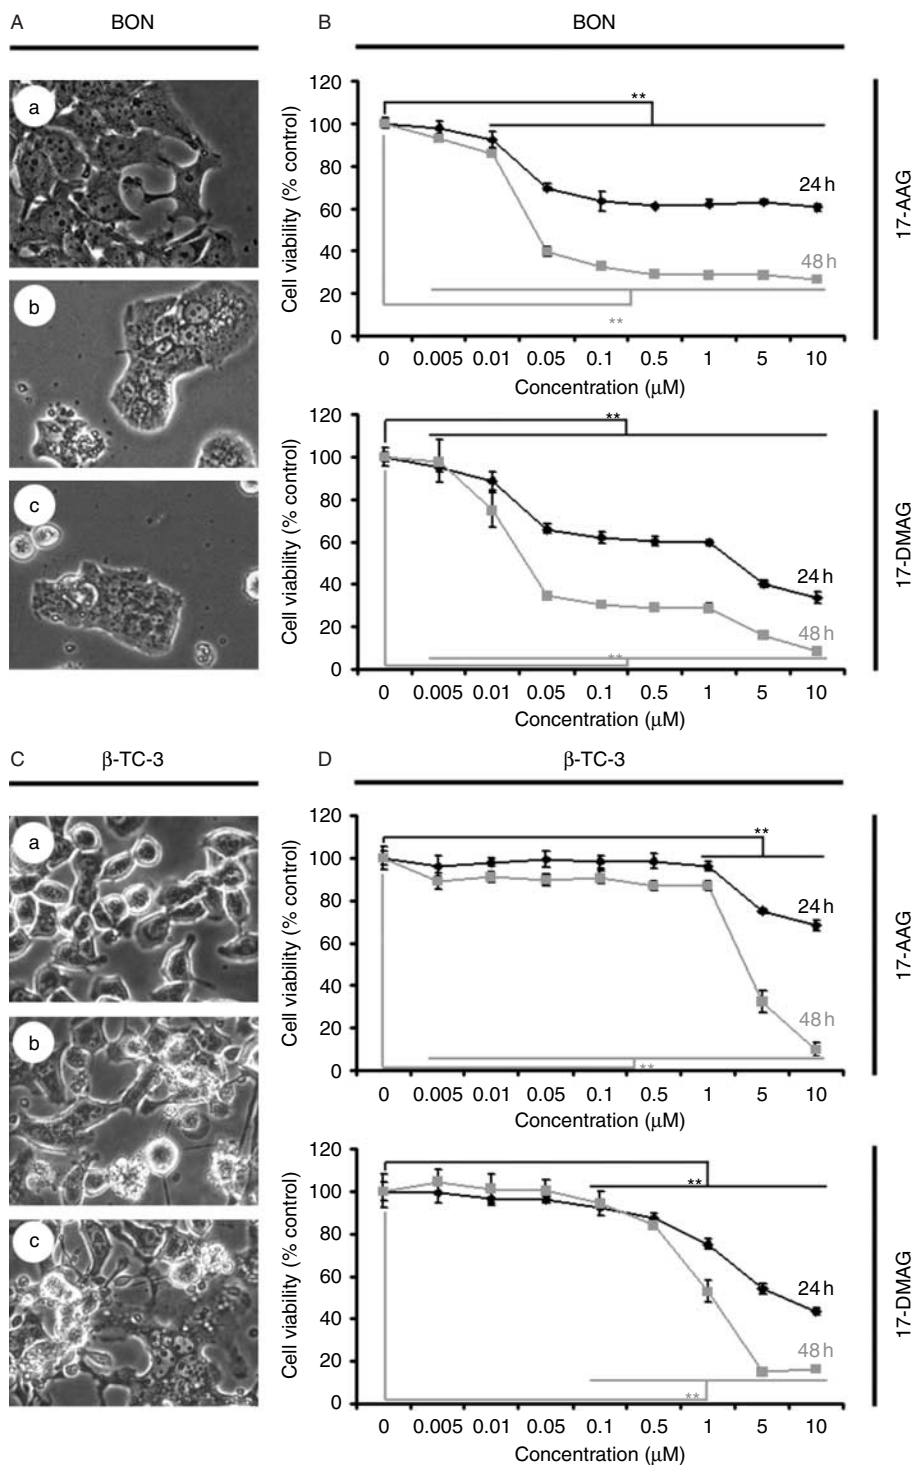 A BON
a
b
c
B BON
120
100
80
60
40
20
0
Cell viability (% control)
**
24 h
48 h
**
0 0.005 0.01 0.05 0.1 0.5 1 5 10
Concentration (μM)
17-AAG
120
100
80
60
40
20
0
Cell viability (% control)
**
24 h
48 h
**
0 0.005 0.01 0.05 0.1 0.5 1 5 10
Concentration (μM)
17-DMAG
C β-TC-3
a
b
c
D β-TC-3
120
100
80
60
40
20
0
Cell viability (% control)
**
24 h
48 h
**
0 0.005 0.01 0.05 0.1 0.5 1 5 10
Concentration (μM)
17-AAG
120
100
80
60
40
20
0
Cell viability (% control)
**
24 h
48 h
**
0 0.005 0.01 0.05 0.1 0.5 1 5 10
Concentration (μM)
17-DMAG